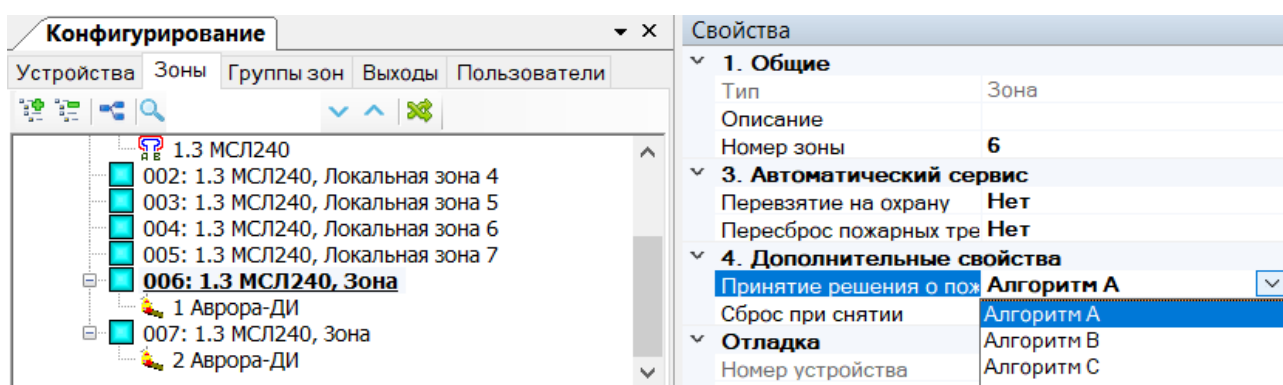 Конфигурирование
Устройства Зоны Группы зон Выходы Пользователи
1.3 МСЛ240
002: 1.3 МСЛ240, Локальная зона 4
003: 1.3 МСЛ240, Локальная зона 5
004: 1.3 МСЛ240, Локальная зона 6
005: 1.3 МСЛ240, Локальная зона 7
006: 1.3 МСЛ240, Зона
1 Аврора-ДИ
007: 1.3 МСЛ240, Зона
2 Аврора-ДИ
Свойства
1. Общие
Тип Зона
Описание
Номер зоны 6
3. Автоматический сервис
Перевзятие на охрану Нет
Пересброс пожарных тре Нет
4. Дополнительные свойства
Принятие решения о пож Алгоритм А
Сброс при снятии Алгоритм А
Отладка Алгоритм В
Номер устройства Алгоритм С